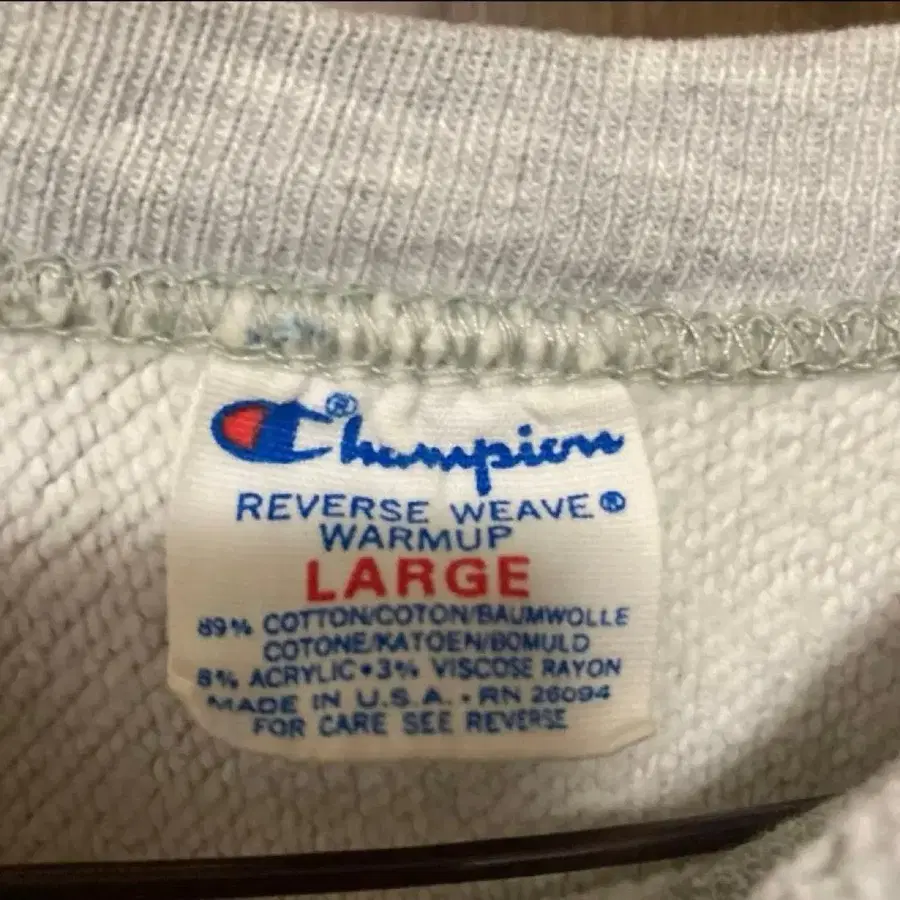 Champion®
REVERSE WEAVE®
WARMUP
LARGE
89% COTTON/COTON/BAUMWOLLE
COTONE/KATOEN/BOMULD
8% ACRYLIC•3% VISCOSE RAYON
MADE IN U.S.A. • RN 26094
FOR CARE SEE REVERSE